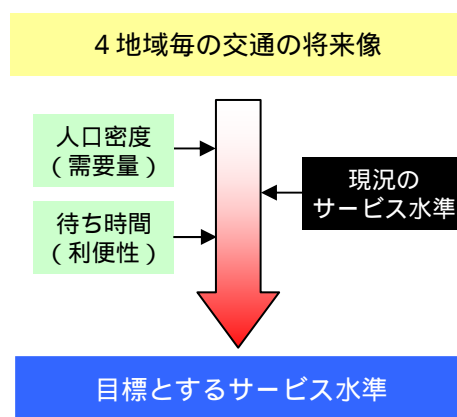 ４地域毎の交通の将来像
人口密度
（需要量）
現況の
サービス水準
待ち時間
（利便性）
目標とするサービス水準